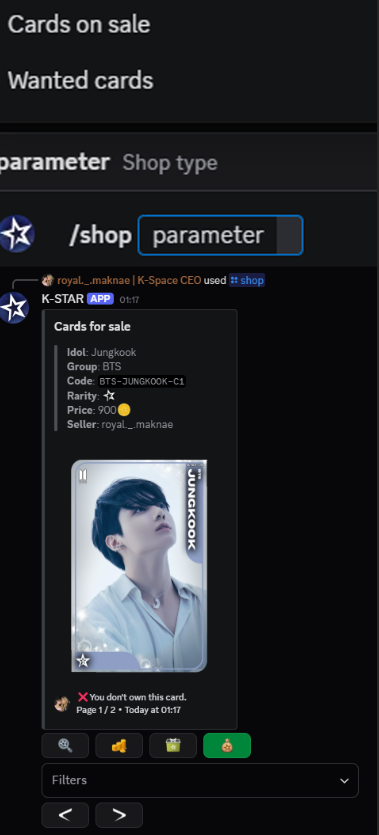 Cards on sale
Wanted cards
parameter Shop type
/shop parameter
royal._.maknae | K-Space CEO used shop
K-STAR APP 01:17
Cards for sale
Idol: Jungkook
Group: BTS
Code: BTS-JUNGKOOK-C1
Rarity:
Price: 900
Seller: royal._.maknae
BTS
JUNGKOOK
You don't own this card.
Page 1 / 2 • Today at 01:17
Filters
< >